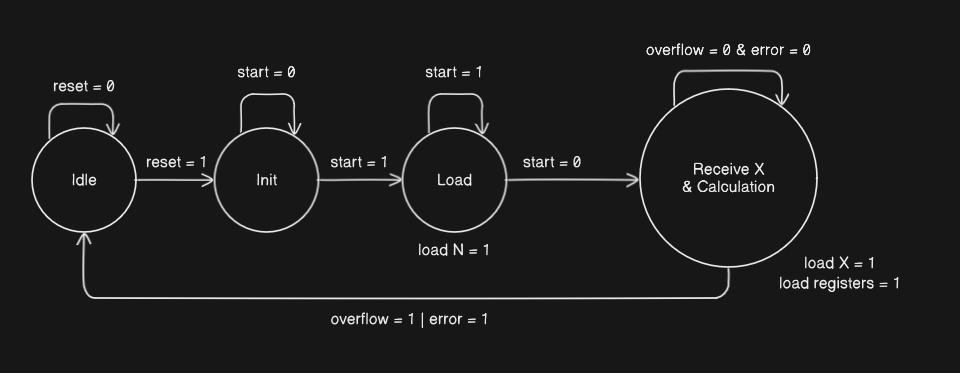 overflow = 0 & error = 0
start = 0
start = 1
reset = 0
reset = 1
start = 1
start = 0
Idle
Init
Load
Receive X
& Calculation
load N = 1
load X = 1
load registers = 1
overflow = 1 | error = 1